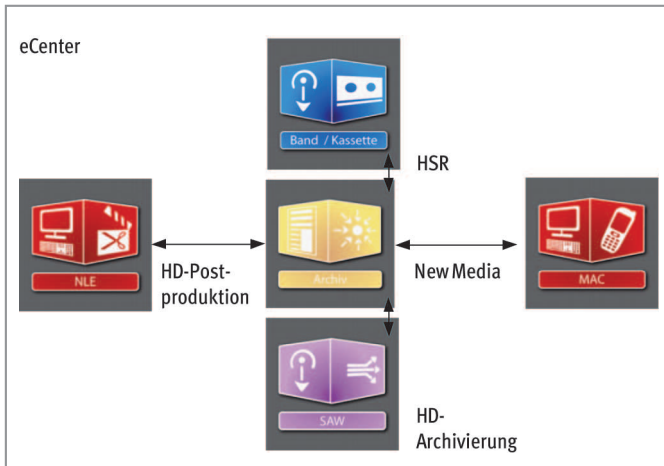 eCenter
Band / Kassette
HSR
NLE
HD-Post-
produktion
Archiv
New Media
MAC
SAW
HD-
Archivierung